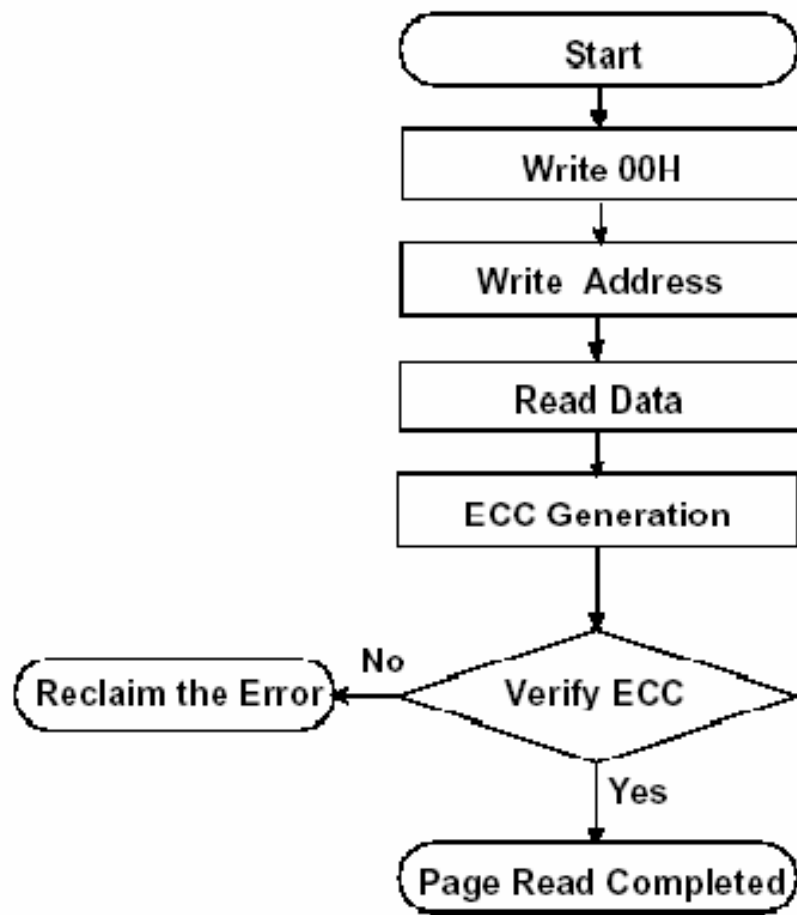 Start
Write 00H
Write Address
Read Data
ECC Generation
No
Reclaim the Error
Verify ECC
Yes
Page Read Completed